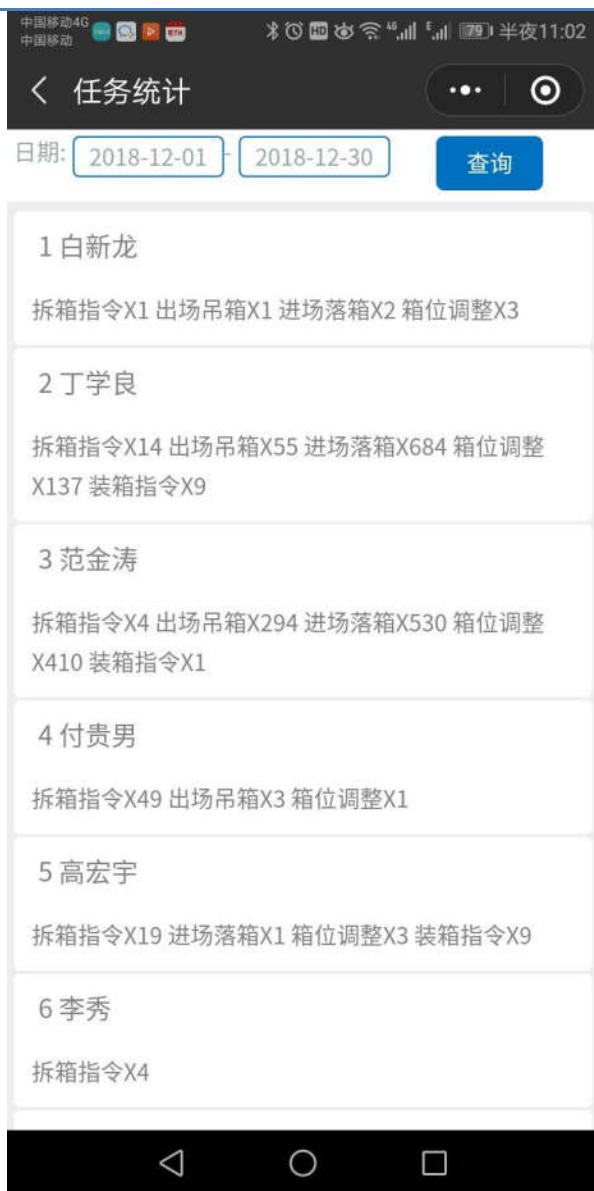 中国移动4G
中国移动
HD
46
E
79
半夜11:02
任务统计
日期: 2018-12-01 - 2018-12-30 查询
1 白新龙
拆箱指令X1 出场吊箱X1 进场落箱X2 箱位调整X3
2 丁学良
拆箱指令X14 出场吊箱X55 进场落箱X684 箱位调整
X137 装箱指令X9
3 范金涛
拆箱指令X4 出场吊箱X294 进场落箱X530 箱位调整
X410 装箱指令X1
4 付贵男
拆箱指令X49 出场吊箱X3 箱位调整X1
5 高宏宇
拆箱指令X19 进场落箱X1 箱位调整X3 装箱指令X9
6 李秀
拆箱指令X4